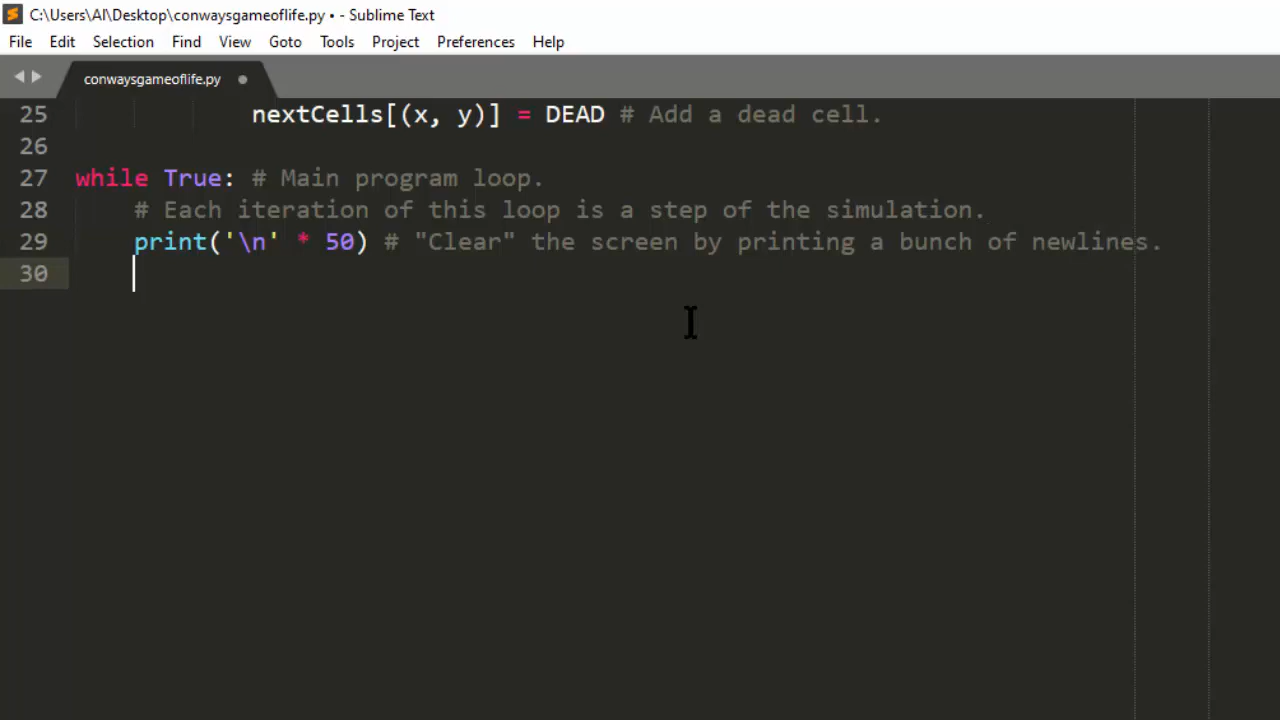 C:\Users\Al\Desktop\conwaysgameoflife.py • - Sublime Text
File Edit Selection Find View Goto Tools Project Preferences Help
conwaysgameoflife.py
25 nextCells[(x, y)] = DEAD # Add a dead cell.
26
27 while True: # Main program loop.
28 # Each iteration of this loop is a step of the simulation.
29 print('\n' * 50) # "Clear" the screen by printing a bunch of newlines.
30